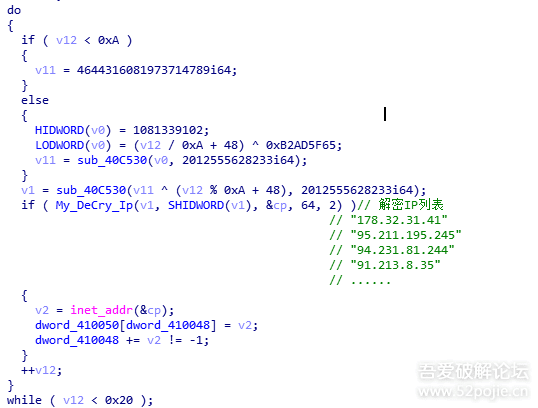 do
{
if ( v12 < 0xA )
{
v11 = 4644316081973714789i64;
}
else
{
HIDWORD(v0) = 1081339102;
LODWORD(v0) = (v12 / 0xA + 48) ^ 0xB2AD5F65;
v11 = sub_40C530(v0, 2012555628233i64);
}
v1 = sub_40C530(v11 ^ (v12 % 0xA + 48), 2012555628233i64);
if ( My_DeCry_Ip(v1, SHIDWORD(v1), &cp, 64, 2) )// 解密IP列表
// "178.32.31.41"
// "95.211.195.245"
// "94.231.81.244"
// "91.213.8.35"
// ......
{
v2 = inet_addr(&cp);
dword_410050[dword_410048] = v2;
dword_410048 += v2 != -1;
}
++v12;
}
while ( v12 < 0x20 );
吾爱破解论坛
www.52pojie.cn